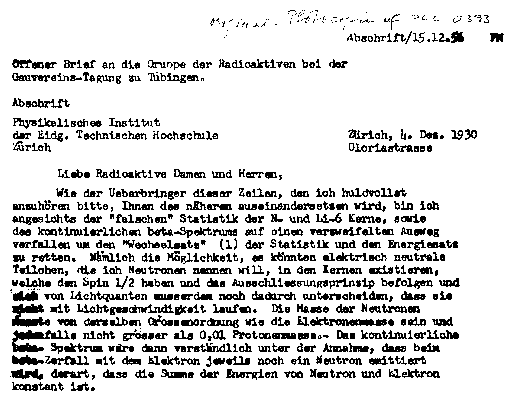 Original - Photocopy of PLC 0393
Abschrift/15.12.56 PM
Offener Brief an die Gruppe der Radioaktiven bei der
Gauvereins-Tagung zu Tübingen.
Abschrift
Physikalisches Institut
der Eidg. Technischen Hochschule
Zürich
Zürich, 4. Dez. 1930
Gloriastrasse
Liebe Radioaktive Damen und Herren,
Wie der Ueberbringer dieser Zeilen, den ich huldvollst
anzuhören bitte, Ihnen des näheren auseinandersetzen wird, bin ich
angesichts der "falschen" Statistik der N- und Li-6 Kerne, sowie
des kontinuierlichen beta-Spektrums auf einen verzweifelten Ausweg
verfallen um den "Wechselsatz" (1) der Statistik und den Energiesatz
zu retten. Nämlich die Möglichkeit, es könnten elektrisch neutrale
Teilchen, die ich Neutronen nennen will, in den Kernen existieren,
welche den Spin 1/2 haben und das Ausschliessungsprinzip befolgen und
sich von Lichtquanten ausserdem noch dadurch unterscheiden, dass sie
nicht mit Lichtgeschwindigkeit laufen. Die Masse der Neutronen
müsste von derselben Grössenordnung wie die Elektronenmasse sein und
jedenfalls nicht grösser als 0,01 Protonenmasse.- Das kontinuierliche
beta- Spektrum wäre dann verständlich unter der Annahme, dass beim
beta-Zerfall mit dem Elektron jeweils noch ein Neutron emittiert
wird, derart, dass die Summe der Energien von Neutron und Elektron
konstant ist.